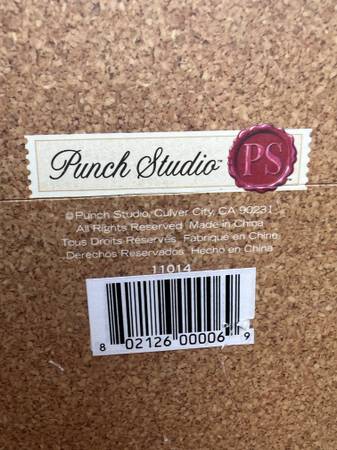 Punch Studio™ PS
© Punch Studio, Culver City, CA 90231
All Rights Reserved Made in China
Tous Droits Réservés Fabriqué en Chine
Derechos Reservados Hecho en China
11014
8 02126 00006 9